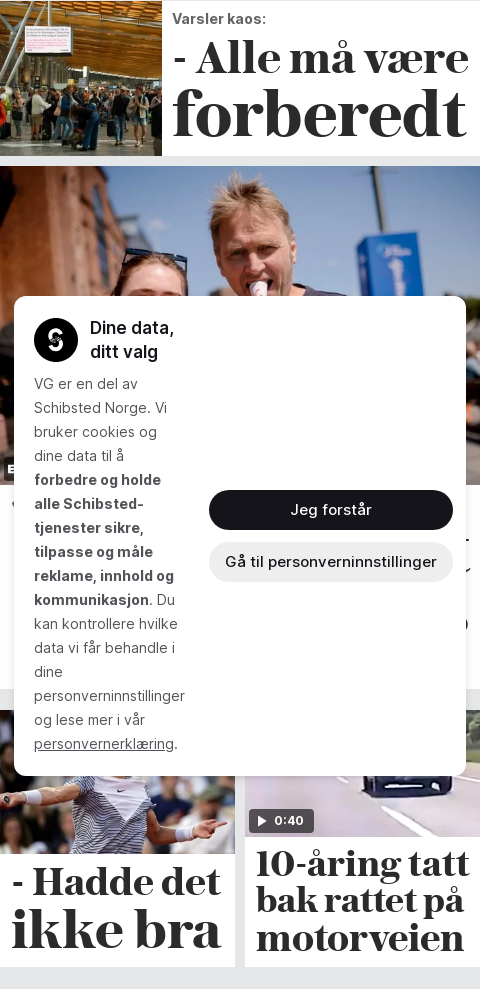 Varsler kaos:
- Alle må være
forberedt
Dine data,
ditt valg
VG er en del av
Schibsted Norge. Vi
bruker cookies og
dine data til å
forbedre og holde
alle Schibsted-
tjenester sikre,
tilpasse og måle
reklame, innhold og
kommunikasjon. Du
kan kontrollere hvilke
data vi får behandle i
dine
personverninnstillinger
og lese mer i vår
personvernerklæring.
Jeg forstår
Gå til personverninnstillinger
0:40
- Hadde det
ikke bra
10-åring tatt
bak rattet på
motorveien